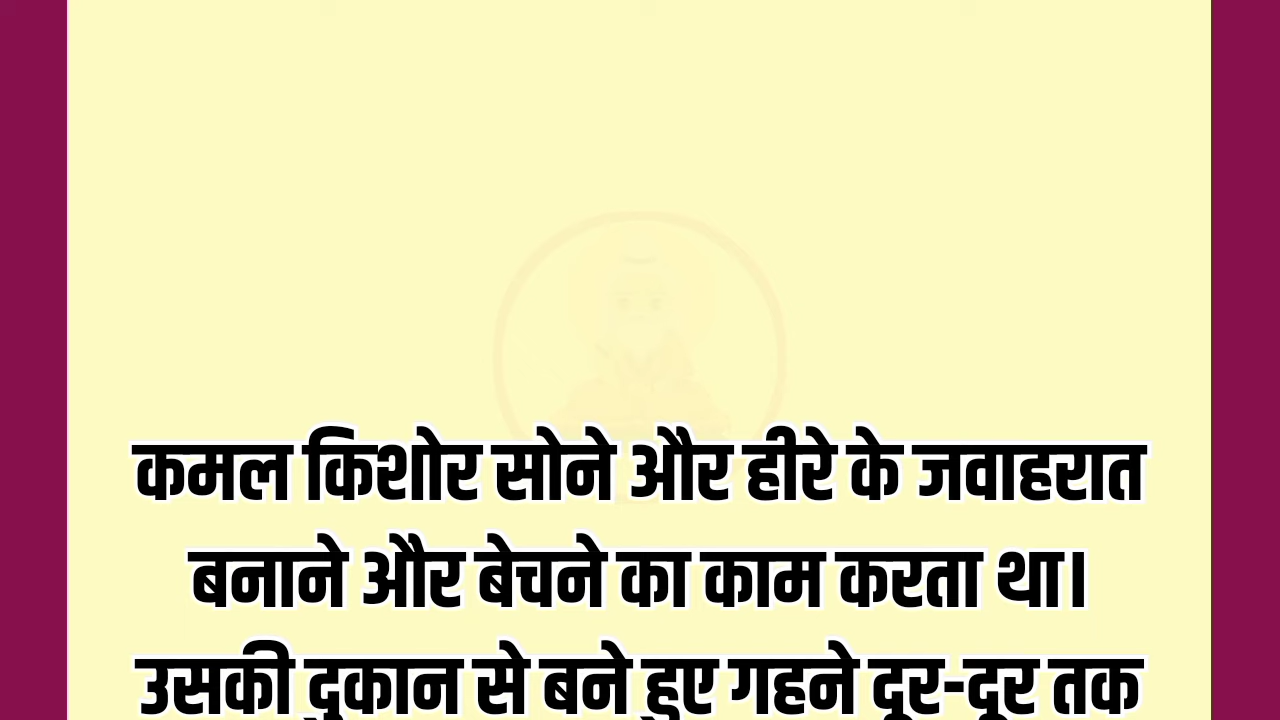 कमल किशोर सोने और हीरे के जवाहरात
बनाने और बेचने का काम करता था।
उसकी दुकान से बने हुए गहने दूर-दूर तक